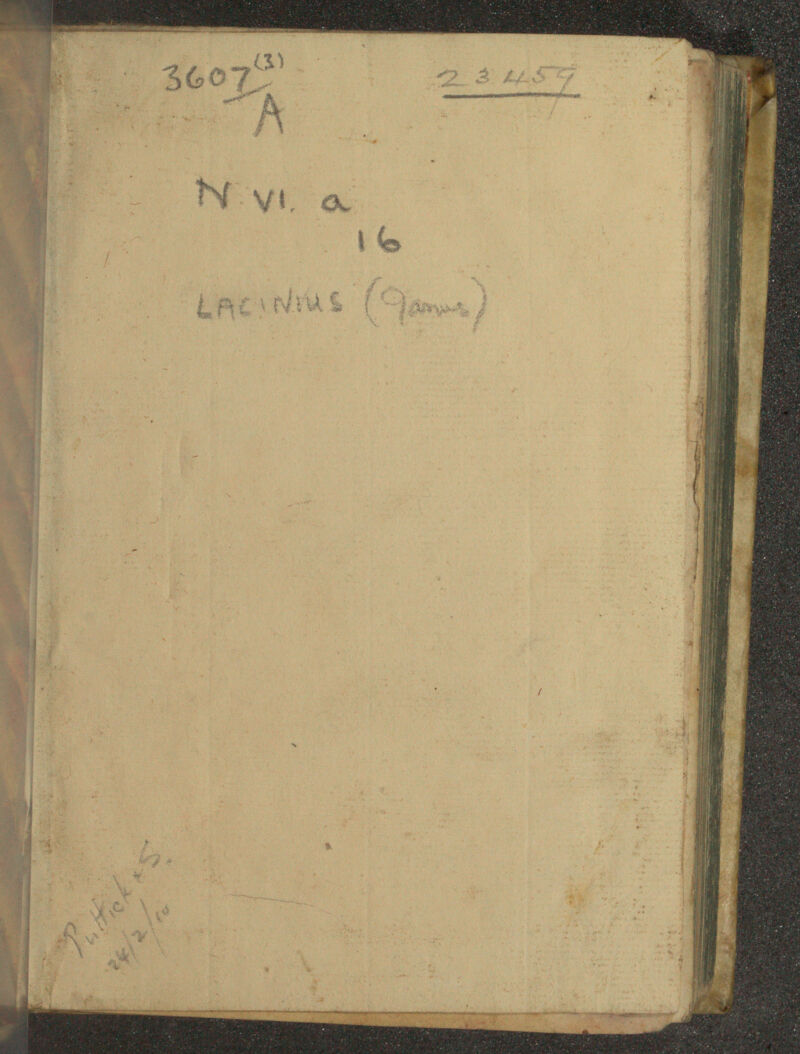 3607(3) 23459
A
N VI. a
16
LACINIUS (Janus)
Puttick & S.
24/2/10